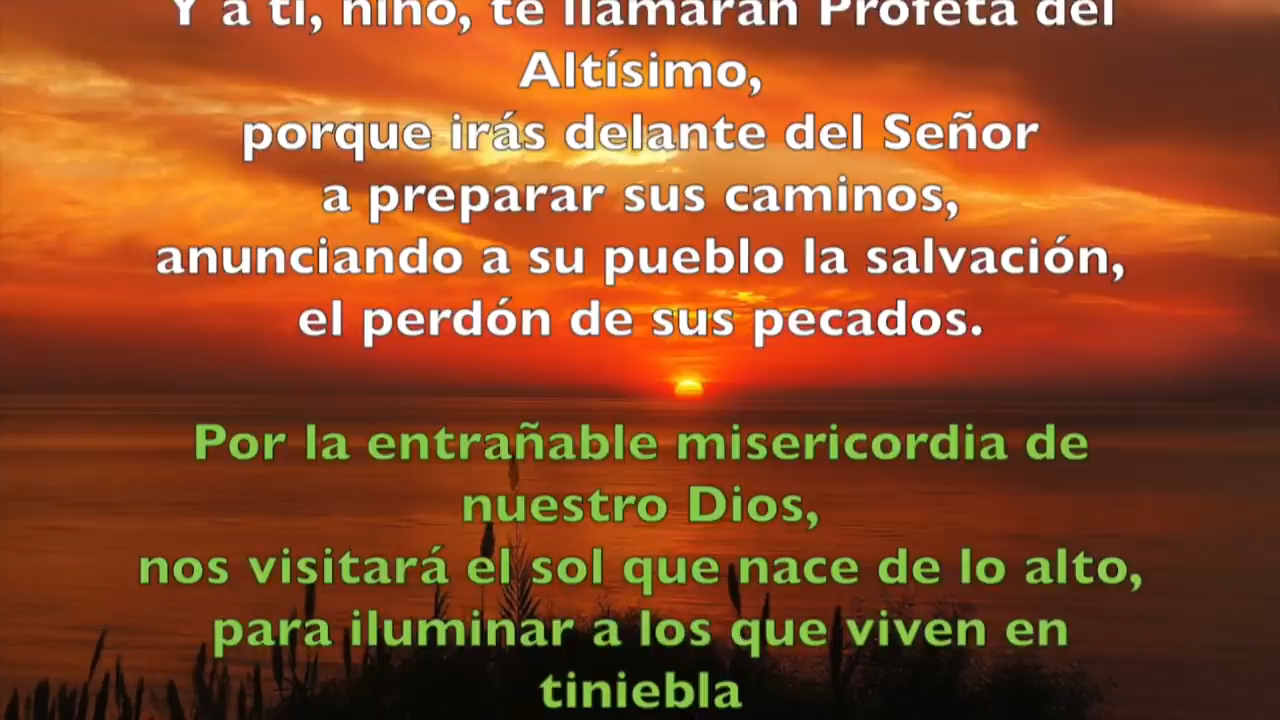 Y a ti, niño, te llamarán Profeta del
Altísimo,
porque irás delante del Señor
a preparar sus caminos,
anunciando a su pueblo la salvación,
el perdón de sus pecados.
Por la entrañable misericordia de
nuestro Dios,
nos visitará el sol que nace de lo alto,
para iluminar a los que viven en
tiniebla